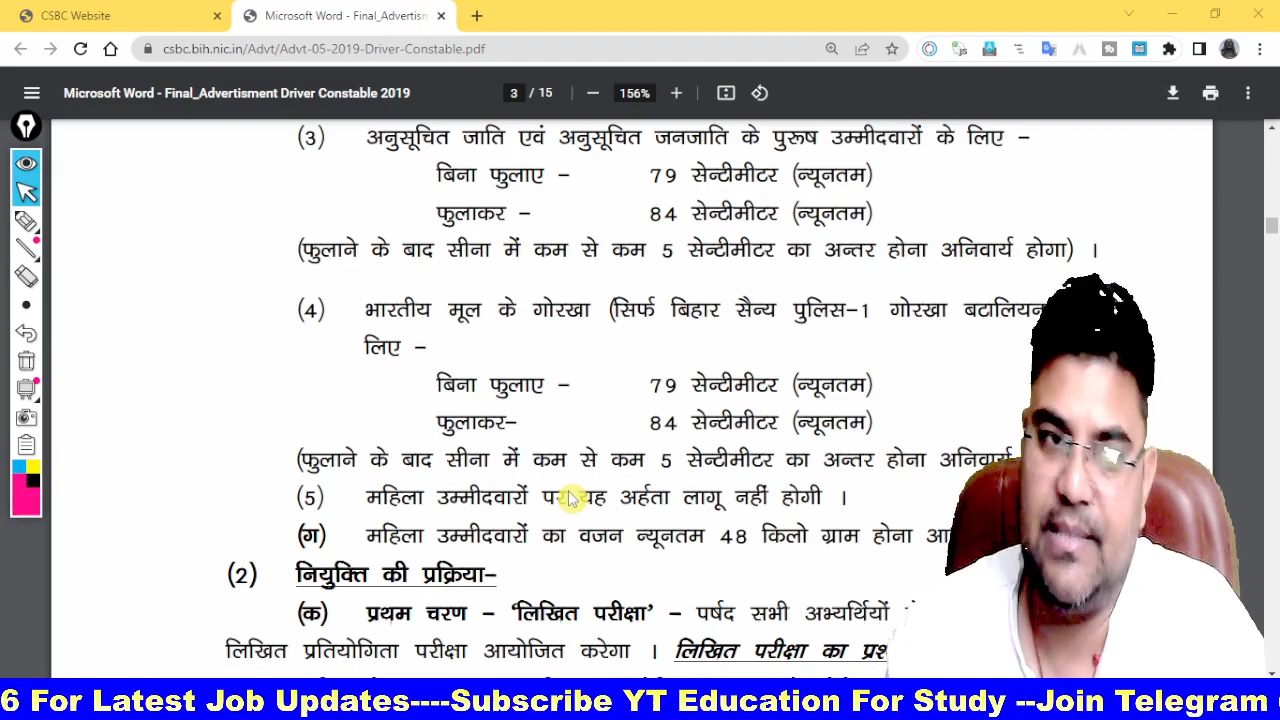 CSBC Website
Microsoft Word - Final_Advertism
csbc.bih.nic.in/Advt/Advt-05-2019-Driver-Constable.pdf
Microsoft Word - Final_Advertisment Driver Constable 2019
3 / 15
156%
(3) अनुसूचित जाति एवं अनुसूचित जनजाति के पुरूष उम्मीदवारों के लिए -
बिना फुलाए - 79 सेन्टीमीटर (न्यूनतम)
फुलाकर - 84 सेन्टीमीटर (न्यूनतम)
(फुलाने के बाद सीना में कम से कम 5 सेन्टीमीटर का अन्तर होना अनिवार्य होगा) ।
(4) भारतीय मूल के गोरखा (सिर्फ बिहार सैन्य पुलिस-1 गोरखा बटालियन
लिए -
बिना फुलाए - 79 सेन्टीमीटर (न्यूनतम)
फुलाकर- 84 सेन्टीमीटर (न्यूनतम)
(फुलाने के बाद सीना में कम से कम 5 सेन्टीमीटर का अन्तर होना
(5) महिला उम्मीदवारों पर यह अर्हता लागू नहीं होगी ।
(ग) महिला उम्मीदवारों का वजन न्यूनतम 48 किलो ग्राम होना
(2) नियुक्ति की प्रक्रिया-
(क) प्रथम चरण - 'लिखित परीक्षा' - पर्षद सभी अभ्यर्थियों
लिखित प्रतियोगिता परीक्षा आयोजित करेगा । लिखित परीक्षा का
6 For Latest Job Updates----Subscribe YT Education For Study --Join Telegram